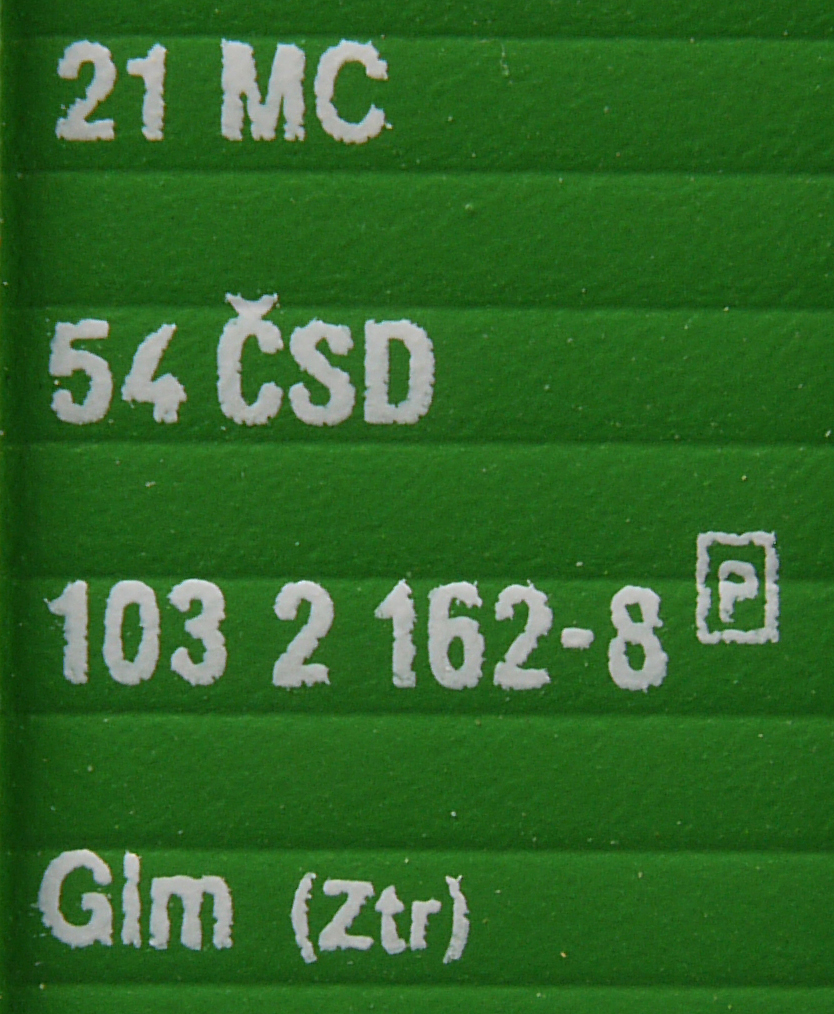 21 MC
54 ČSD
103 2 162-8 P
Glm (Ztr)